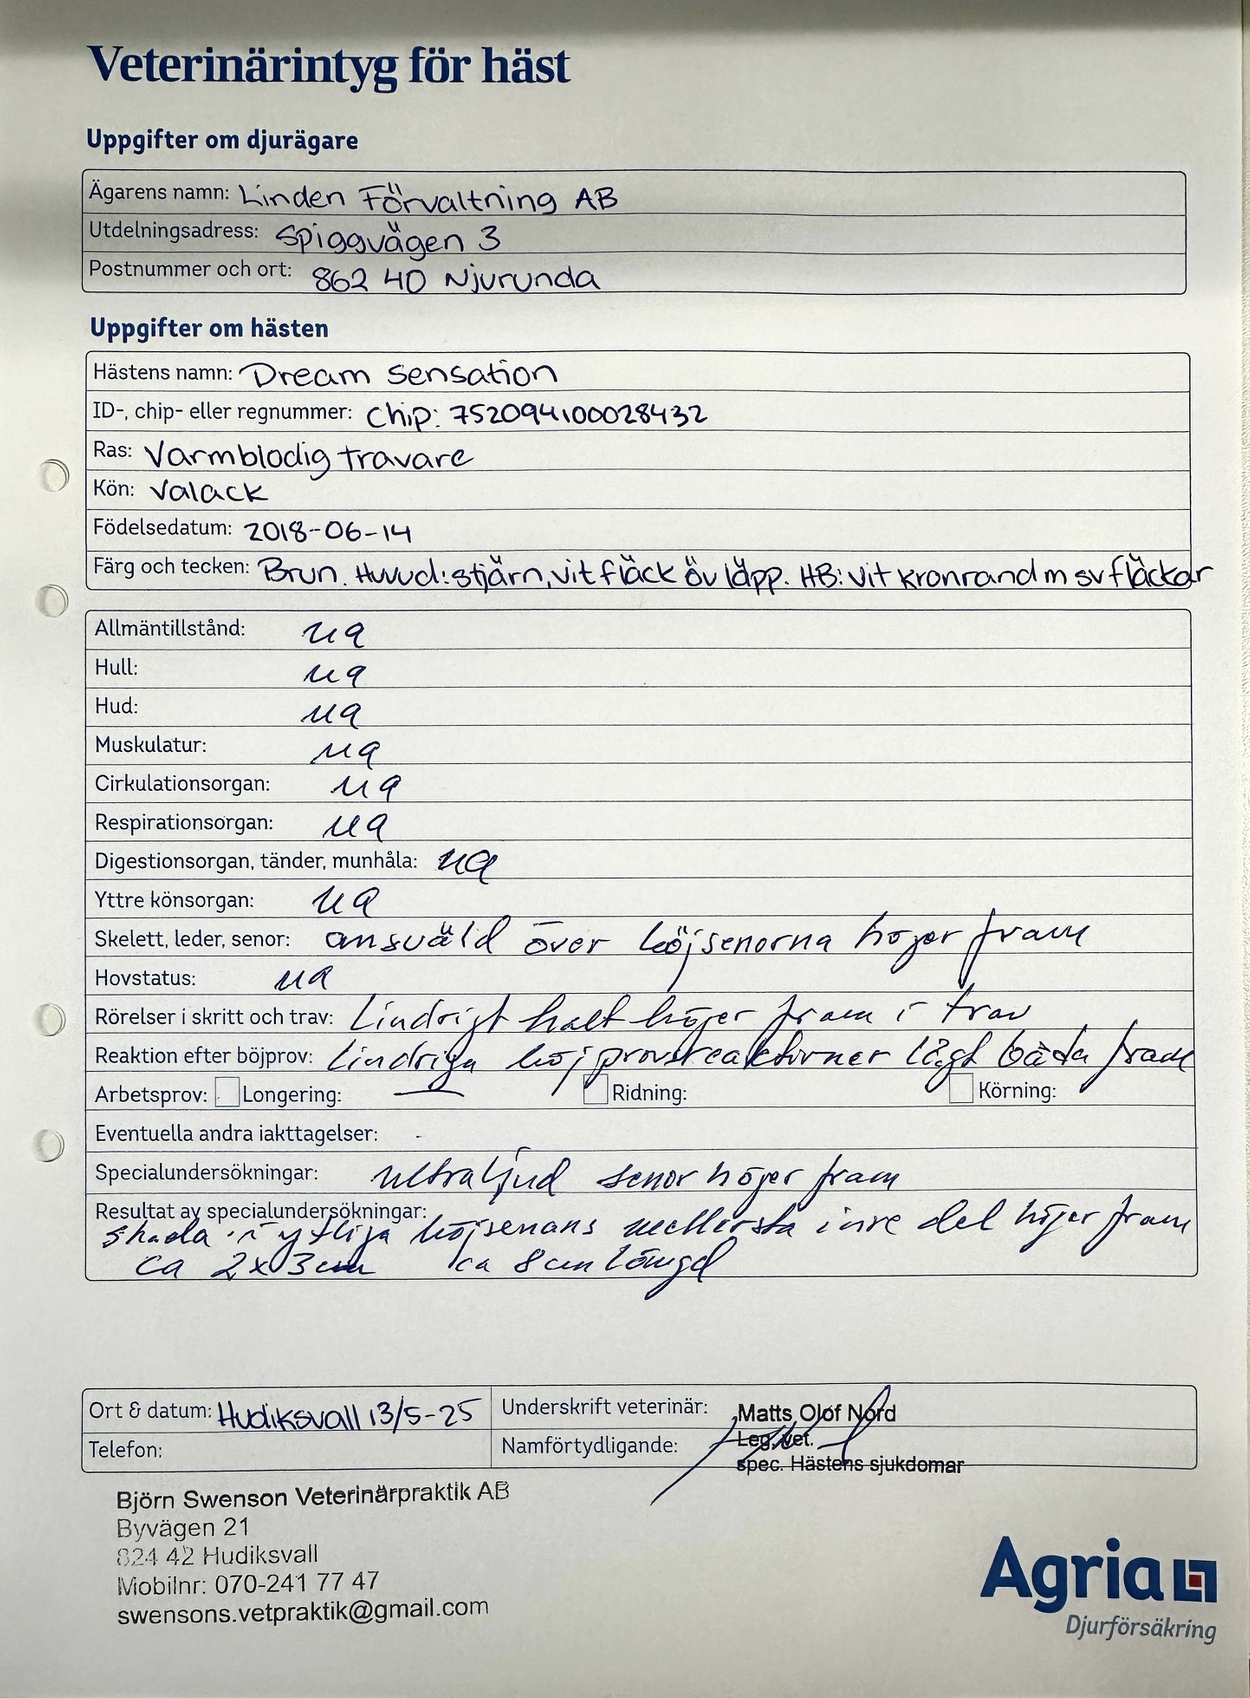 Veterinärintyg för häst
Uppgifter om djurägare
Ägarens namn: Linden Förvaltning AB
Utdelningsadress: Spiggvägen 3
Postnummer och ort: 862 40 Njurunda
Uppgifter om hästen
Hästens namn: Dream Sensation
ID-, chip- eller regnummer: Chip: 752094100028432
Ras: Varmblodig travare
Kön: Valack
Födelsedatum: 2018-06-14
Färg och tecken: Brun. Huvud: stjärn, vit fläck öv läpp. HB: vit kronrand m sv fläckar
Allmäntillstånd: ua
Hull: ua
Hud: ua
Muskulatur: ua
Cirkulationsorgan: ua
Respirationsorgan: ua
Digestionsorgan, tänder, munhåla: ua
Yttre könsorgan: ua
Skelett, leder, senor: ansväld över böjsenorna höger fram
Hovstatus: ua
Rörelser i skritt och trav: Lindrigt halt höger fram i trav
Reaktion efter böjprov: Lindriga böjprovsreaktioner lågt båda fram
Arbetsprov: Longering: — Ridning: Körning:
Eventuella andra iakttagelser: -
Specialundersökningar: ultraljud senor höger fram
Resultat av specialundersökningar:
skada i ytliga böjsenans mellersta inre del höger fram
ca 2x3cm ca 8cm längd
Ort & datum: Hudiksvall 13/5-25
Underskrift veterinär: Matts Olof Nord
Telefon:
Namförtydligande: Leg. vet.
spec. Hästens sjukdomar
Björn Swenson Veterinärpraktik AB
Byvägen 21
824 42 Hudiksvall
Mobilnr: 070-241 77 47
swensons.vetpraktik@gmail.com
Agria
Djurförsäkring